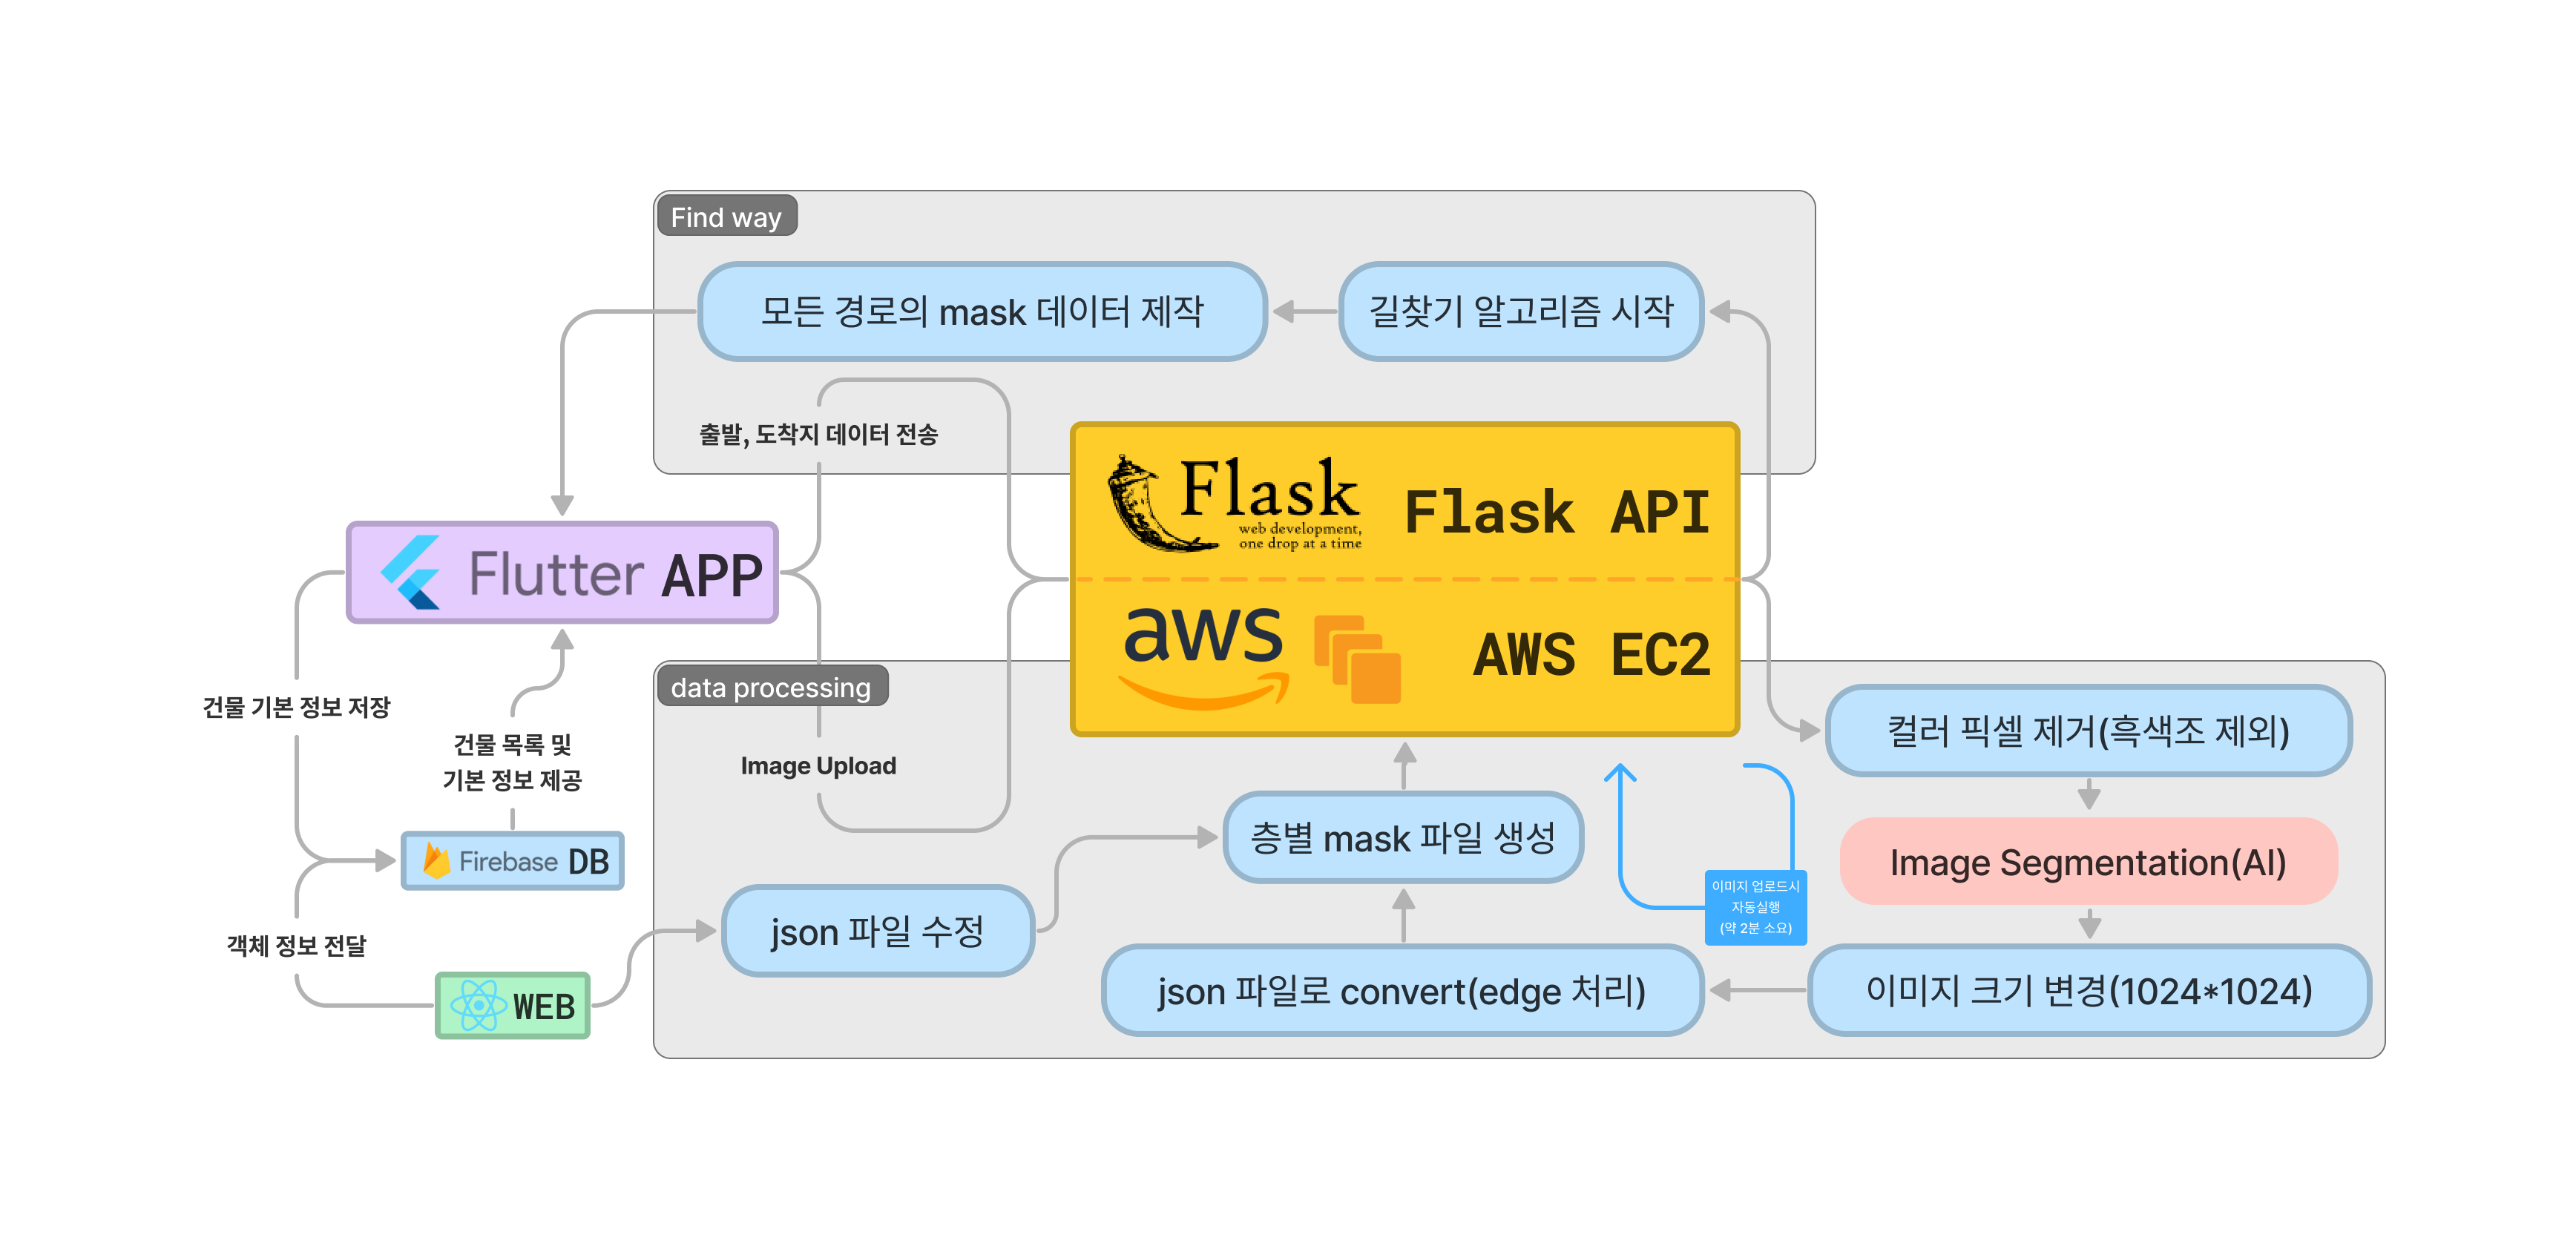 Find way
모든 경로의 mask 데이터 제작
길찾기 알고리즘 시작
출발, 도착지 데이터 전송
Flask
web development,
one drop at a time
Flask API
Flutter APP
aws
AWS EC2
data processing
건물 기본 정보 저장
건물 목록 및
기본 정보 제공
Image Upload
컬러 픽셀 제거(흑색조 제외)
층별 mask 파일 생성
Firebase DB
Image Segmentation(AI)
이미지 업로드시
자동실행
(약 2분 소요)
json 파일 수정
객체 정보 전달
json 파일로 convert(edge 처리)
이미지 크기 변경(1024*1024)
WEB